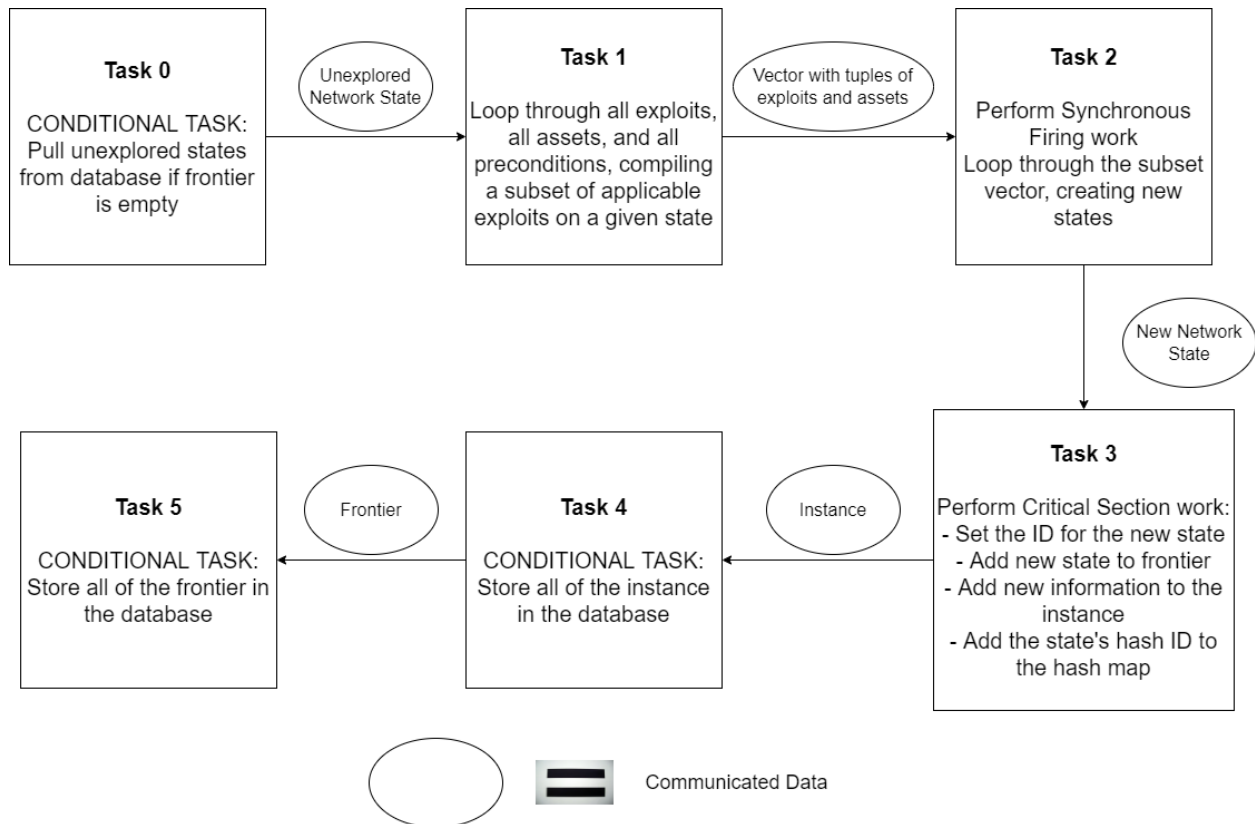 Task 0
CONDITIONAL TASK:
Pull unexplored states
from database if frontier
is empty
Unexplored
Network State
Task 1
Loop through all exploits,
all assets, and all
preconditions, compiling
a subset of applicable
exploits on a given state
Vector with tuples of
exploits and assets
Task 2
Perform Synchronous
Firing work
Loop through the subset
vector, creating new
states
New Network
State
Task 3
Perform Critical Section work:
- Set the ID for the new state
- Add new state to frontier
- Add new information to the
instance
- Add the state's hash ID to
the hash map
Instance
Task 4
CONDITIONAL TASK:
Store all of the instance
in the database
Frontier
Task 5
CONDITIONAL TASK:
Store all of the frontier in
the database
Communicated Data